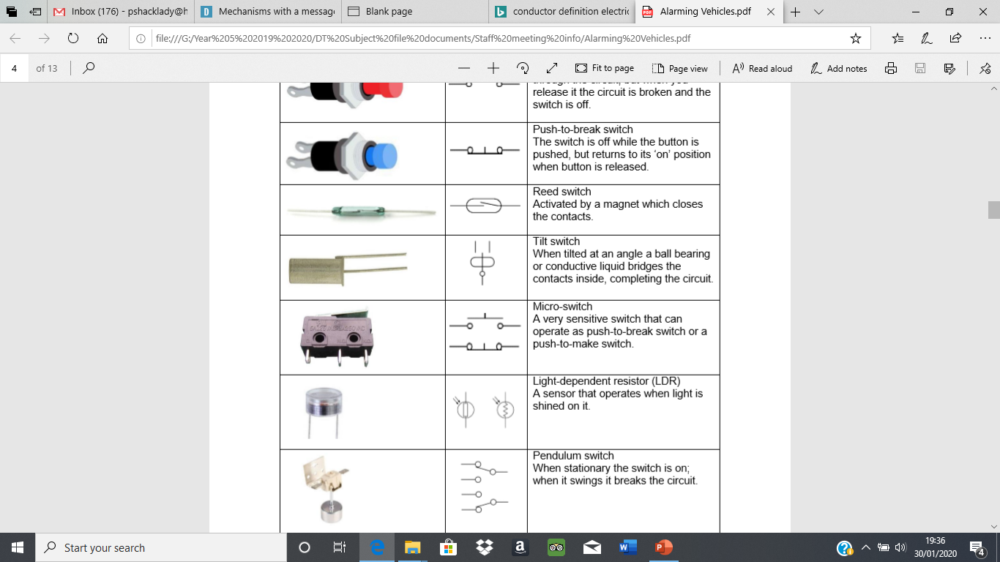 Inbox (176) - pshacklady@h
Mechanisms with a messag
Blank page
conductor definition electri
Alarming Vehicles.pdf
file:///G:/Year%205%202019%202020/DT%20Subject%20file%20documents/Staff%20meeting%20info/Alarming%20Vehicles.pdf
4 of 13
Fit to page
Page view
Read aloud
Add notes
through the circuit, but when you
release it the circuit is broken and the
switch is off.
Push-to-break switch
The switch is off while the button is
pushed, but returns to its ‘on’ position
when button is released.
Reed switch
Activated by a magnet which closes
the contacts.
Tilt switch
When tilted at an angle a ball bearing
or conductive liquid bridges the
contacts inside, completing the circuit.
Micro-switch
A very sensitive switch that can
operate as push-to-break switch or a
push-to-make switch.
Light-dependent resistor (LDR)
A sensor that operates when light is
shined on it.
Pendulum switch
When stationary the switch is on;
when it swings it breaks the circuit.
Start your search
19:36
30/01/2020
4